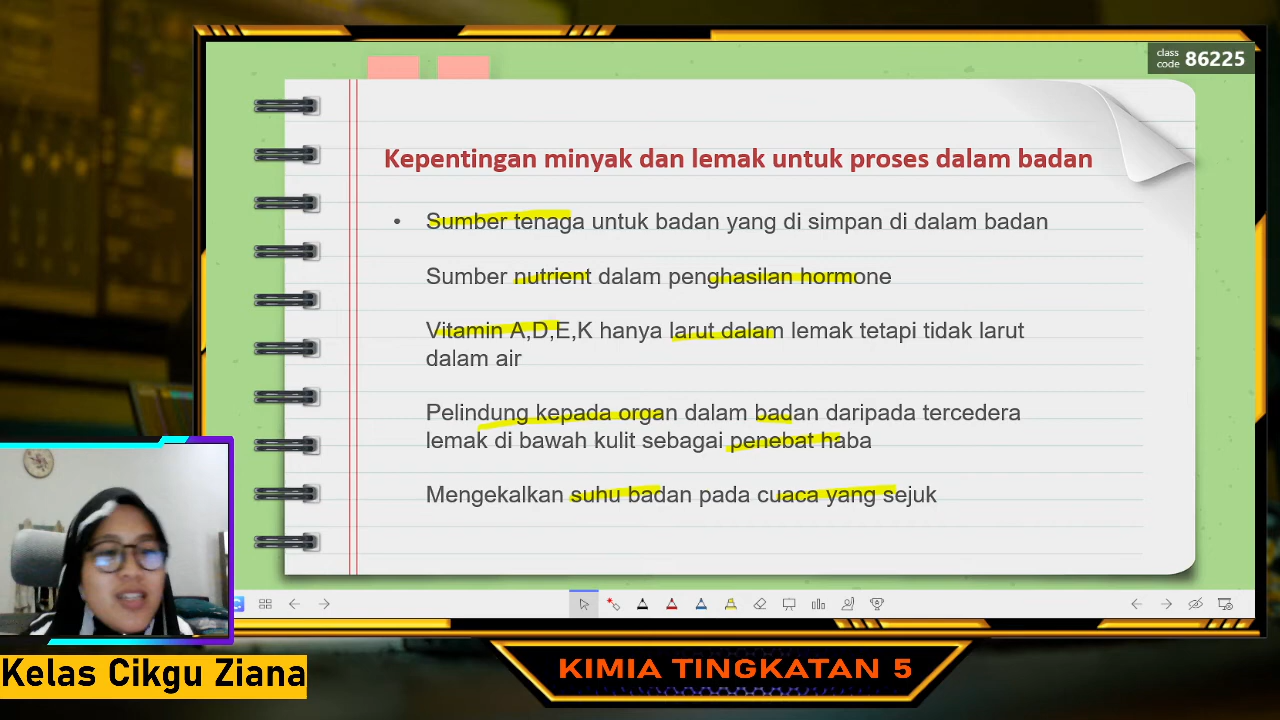 class
code 86225
Kepentingan minyak dan lemak untuk proses dalam badan
• Sumber tenaga untuk badan yang di simpan di dalam badan
Sumber nutrient dalam penghasilan hormone
Vitamin A,D,E,K hanya larut dalam lemak tetapi tidak larut
dalam air
Pelindung kepada organ dalam badan daripada tercedera
lemak di bawah kulit sebagai penebat haba
Mengekalkan suhu badan pada cuaca yang sejuk
Kelas Cikgu Ziana
KIMIA TINGKATAN 5